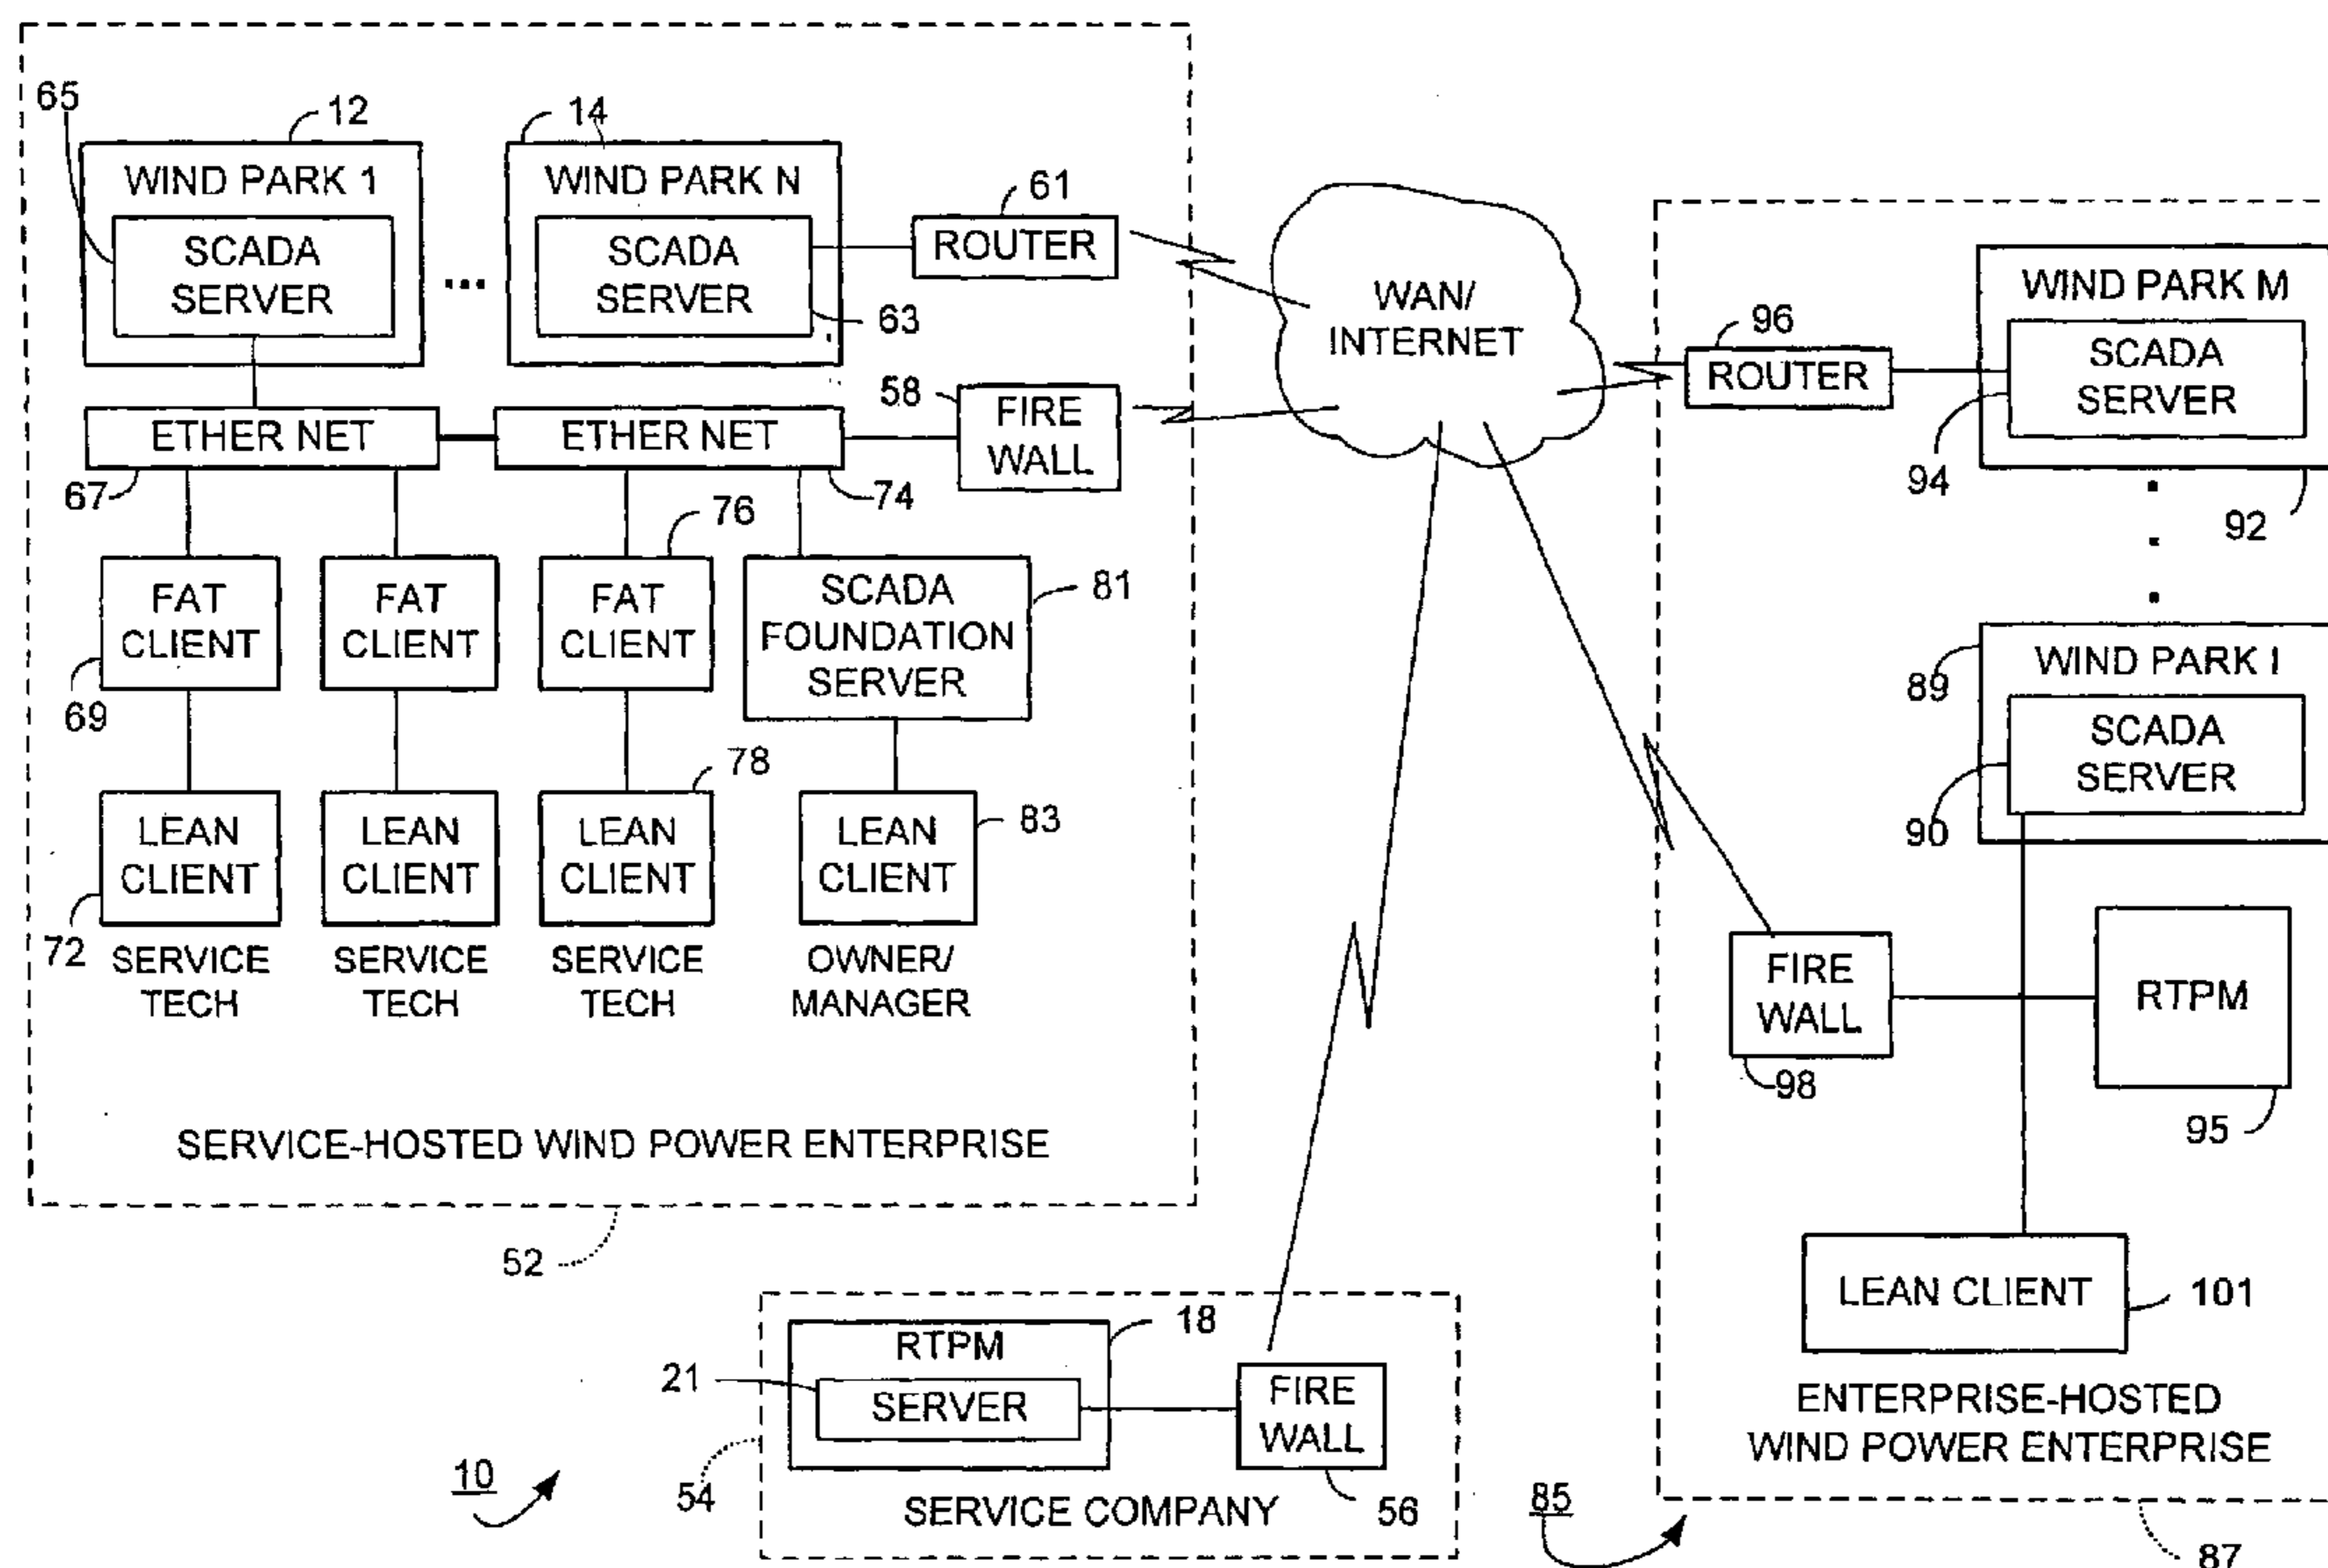 65
12
14
WIND PARK 1
WIND PARK N
SCADA
SERVER
...
SCADA
SERVER
63
61
ROUTER
WAN/
INTERNET
96
ROUTER
WIND PARK M
SCADA
SERVER
94
92
ETHER NET
ETHER NET
58
FIRE
WALL
67
74
76
FAT
CLIENT
FAT
CLIENT
FAT
CLIENT
SCADA
FOUNDATION
SERVER
81
69
78
LEAN
CLIENT
LEAN
CLIENT
LEAN
CLIENT
LEAN
CLIENT
83
72
SERVICE
TECH
SERVICE
TECH
SERVICE
TECH
OWNER/
MANAGER
SERVICE-HOSTED WIND POWER ENTERPRISE
52
89
WIND PARK I
SCADA
SERVER
90
FIRE
WALL
98
RTPM
95
LEAN CLIENT
101
ENTERPRISE-HOSTED
WIND POWER ENTERPRISE
87
85
RTPM
18
21
SERVER
FIRE
WALL
56
54
SERVICE COMPANY
10